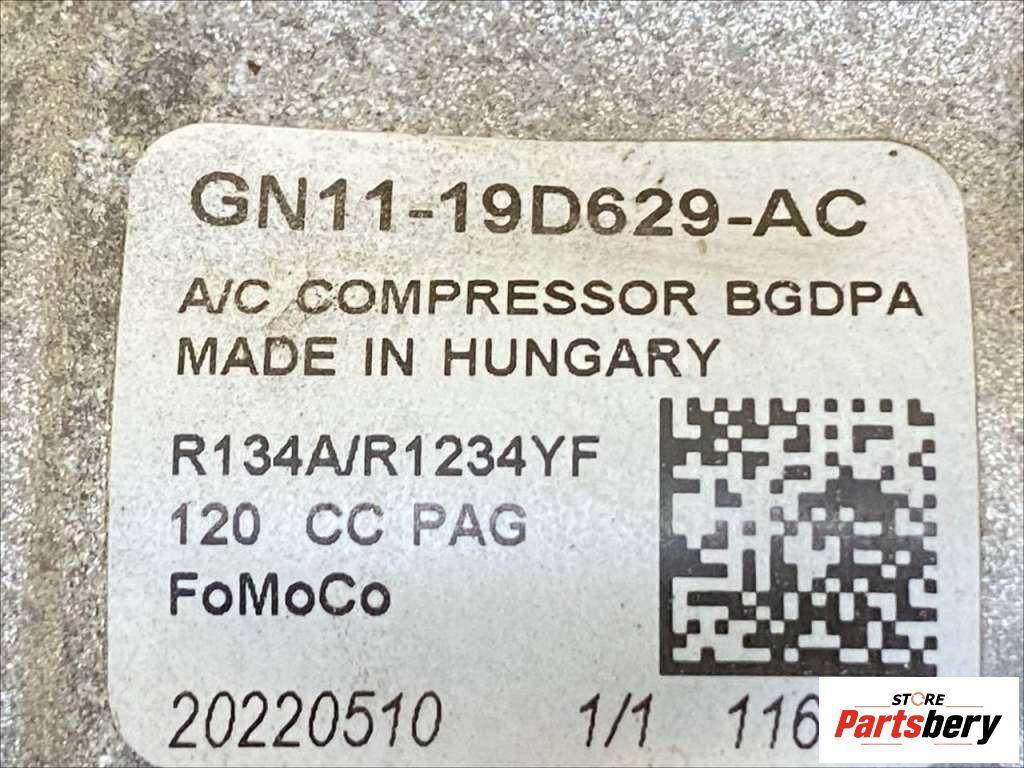 GN11-19D629-AC
A/C COMPRESSOR BGDPA
MADE IN HUNGARY
R134A/R1234YF
120 CC PAG
FoMoCo
20220510 1/1 116
STORE
Partsbery